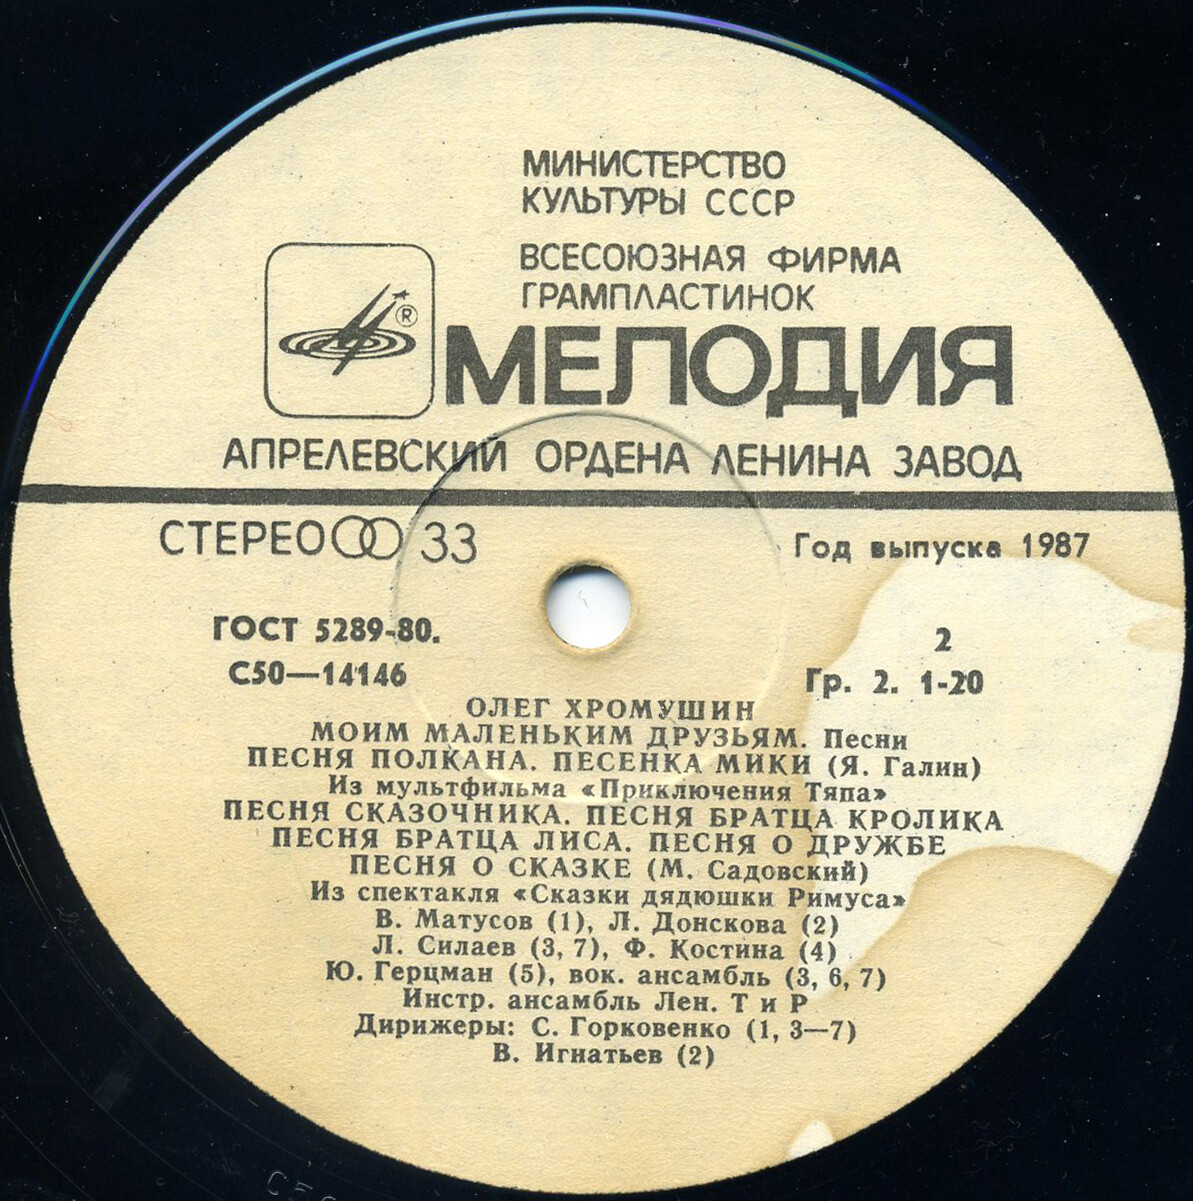 МИНИСТЕРСТВО
КУЛЬТУРЫ СССР
ВСЕСОЮЗНАЯ ФИРМА
ГРАМПЛАСТИНОК
®
МЕЛОДИЯ
АПРЕЛЕВСКИЙ ОРДЕНА ЛЕНИНА ЗАВОД
СТЕРЕО 33
Год выпуска 1987
ГОСТ 5289-80.
2
С50—14146
Гр. 2. 1-20
ОЛЕГ ХРОМУШИН
МОИМ МАЛЕНЬКИМ ДРУЗЬЯМ. Песни
ПЕСНЯ ПОЛКАНА. ПЕСЕНКА МИКИ (Я. Галин)
Из мультфильма «Приключения Тяпа»
ПЕСНЯ СКАЗОЧНИКА. ПЕСНЯ БРАТЦА КРОЛИКА
ПЕСНЯ БРАТЦА ЛИСА. ПЕСНЯ О ДРУЖБЕ
ПЕСНЯ О СКАЗКЕ (М. Садовский)
Из спектакля «Сказки дядюшки Римуса»
В. Матусов (1), Л. Донскова (2)
Л. Силаев (3, 7), Ф. Костина (4)
Ю. Герцман (5), вок. ансамбль (3, 6, 7)
Инстр. ансамбль Лен. Т и Р
Дирижеры: С. Горковенко (1, 3—7)
В. Игнатьев (2)